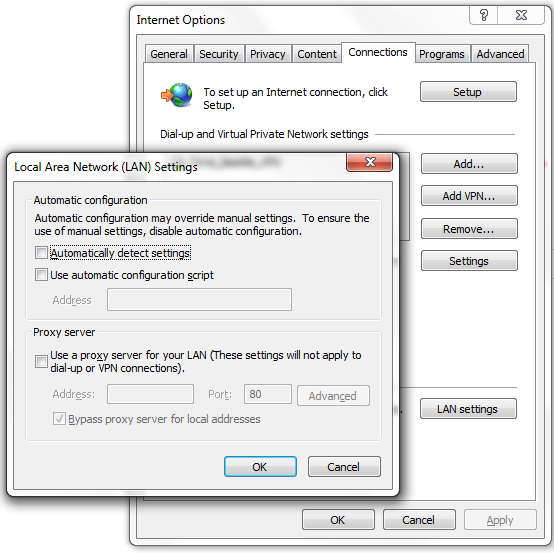 Internet Options
?
General Security Privacy Content Connections Programs Advanced
To set up an Internet connection, click
Setup.
Setup
Dial-up and Virtual Private Network settings
Add...
Add VPN...
Remove...
Settings
LAN settings
OK Cancel Apply
Local Area Network (LAN) Settings
Automatic configuration
Automatic configuration may override manual settings. To ensure the
use of manual settings, disable automatic configuration.
Automatically detect settings
Use automatic configuration script
Address
Proxy server
Use a proxy server for your LAN (These settings will not apply to
dial-up or VPN connections).
Address: Port: 80 Advanced
Bypass proxy server for local addresses
OK Cancel